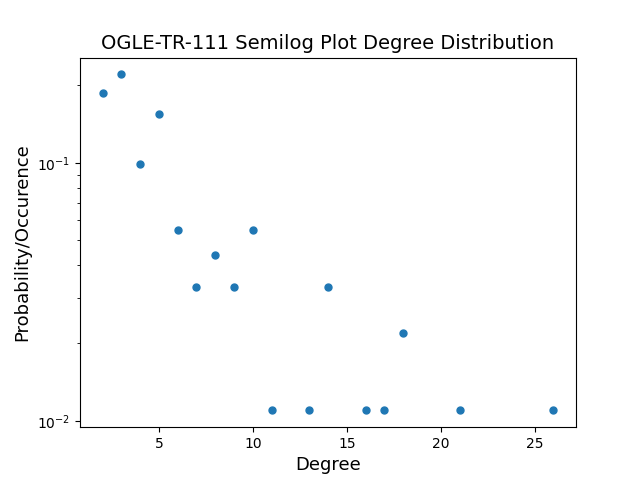 OGLE-TR-111 Semilog Plot Degree Distribution
Probability/Occurence
10⁻¹
10⁻²
5 10 15 20 25
Degree